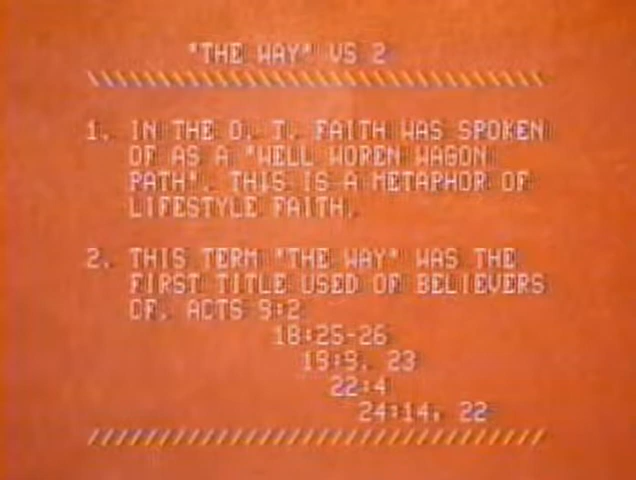 "THE WAY" VS 2
1. IN THE O. T. FAITH WAS SPOKEN
OF AS A "WELL WOREN WAGON
PATH". THIS IS A METAPHOR OF
LIFESTYLE FAITH.
2. THIS TERM "THE WAY" WAS THE
FIRST TITLE USED OF BELIEVERS
CF. ACTS 9:2
18:25-26
19:9, 23
22:4
24:14, 22